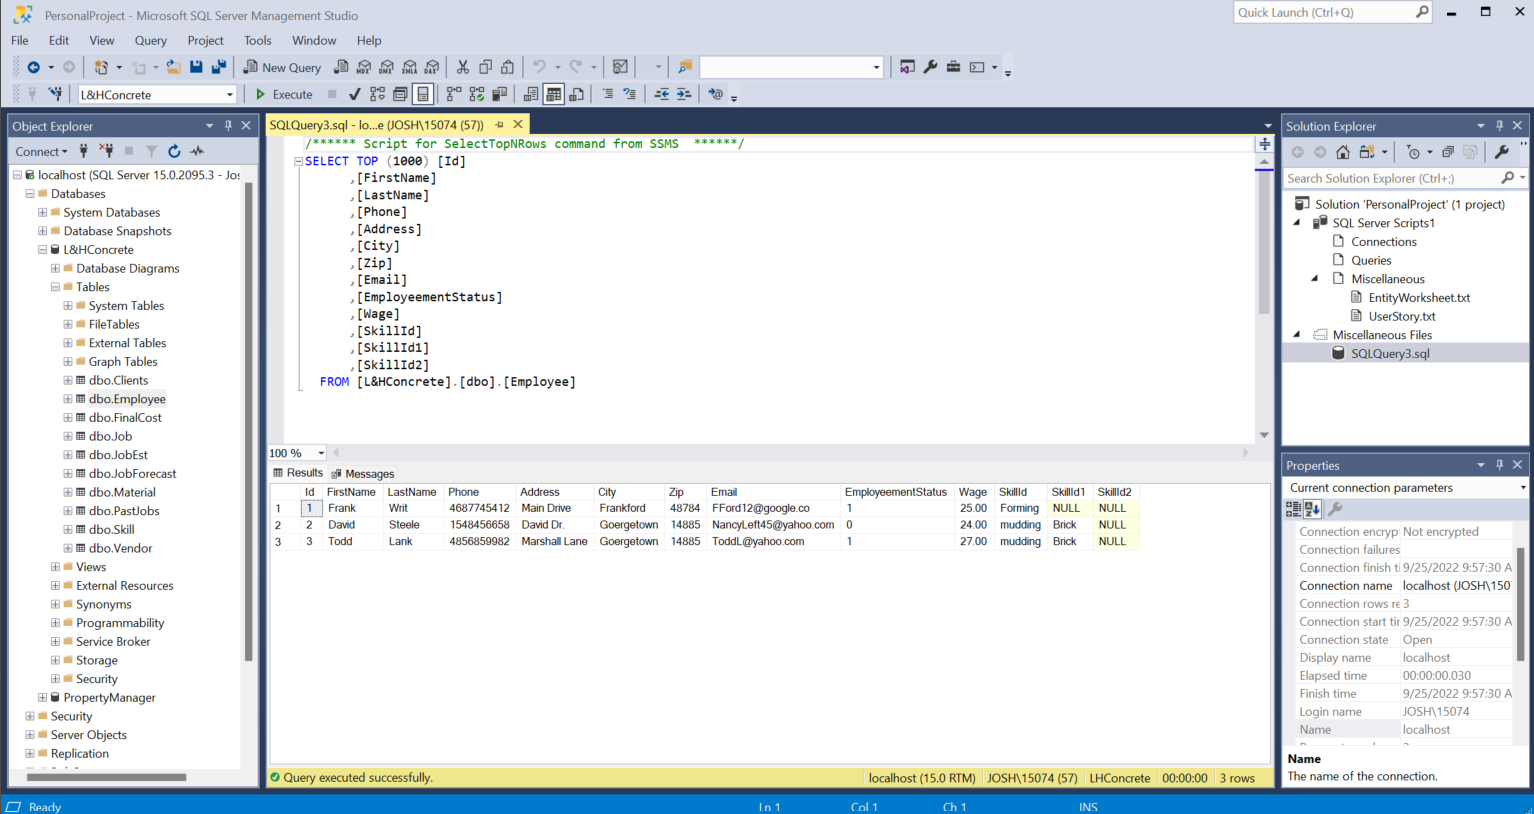 PersonalProject - Microsoft SQL Server Management Studio
Quick Launch (Ctrl+Q)
File Edit View Query Project Tools Window Help
New Query MDX DMX XMLA DAX
L&HConcrete Execute
Object Explorer
Connect
localhost (SQL Server 15.0.2095.3 - Jos
Databases
System Databases
Database Snapshots
L&HConcrete
Database Diagrams
Tables
System Tables
FileTables
External Tables
Graph Tables
dbo.Clients
dbo.Employee
dbo.FinalCost
dbo.Job
dbo.JobEst
dbo.JobForecast
dbo.Material
dbo.PastJobs
dbo.Skill
dbo.Vendor
Views
External Resources
Synonyms
Programmability
Service Broker
Storage
Security
PropertyManager
Security
Server Objects
Replication
SQLQuery3.sql - lo...e (JOSH\15074 (57))
/****** Script for SelectTopNRows command from SSMS ******/
SELECT TOP (1000) [Id]
,[FirstName]
,[LastName]
,[Phone]
,[Address]
,[City]
,[Zip]
,[Email]
,[EmployeementStatus]
,[Wage]
,[SkillId]
,[SkillId1]
,[SkillId2]
FROM [L&HConcrete].[dbo].[Employee]
100 %
Results Messages
Id FirstName LastName Phone Address City Zip Email EmployeementStatus Wage SkillId SkillId1 SkillId2
1 1 Frank Writ 4687745412 Main Drive Frankford 48784 FFord12@google.co 1 25.00 Forming NULL NULL
2 2 David Steele 1548456658 David Dr. Goergetown 14885 NancyLeft45@yahoo.com 0 24.00 mudding Brick NULL
3 3 Todd Lank 4856859982 Marshall Lane Goergetown 14885 ToddL@yahoo.com 1 27.00 mudding Brick NULL
Query executed successfully.
localhost (15.0 RTM) JOSH\15074 (57) LHConcrete 00:00:00 3 rows
Solution Explorer
Search Solution Explorer (Ctrl+;)
Solution 'PersonalProject' (1 project)
SQL Server Scripts1
Connections
Queries
Miscellaneous
EntityWorksheet.txt
UserStory.txt
Miscellaneous Files
SQLQuery3.sql
Properties
Current connection parameters
Connection encryp Not encrypted
Connection failures
Connection finish ti 9/25/2022 9:57:30 A
Connection name localhost (JOSH\150
Connection rows re 3
Connection start tir 9/25/2022 9:57:30 A
Connection state Open
Display name localhost
Elapsed time 00:00:00.030
Finish time 9/25/2022 9:57:30 A
Login name JOSH\15074
Name localhost
Name
The name of the connection.
Ready Ln 1 Col 1 Ch 1 INS